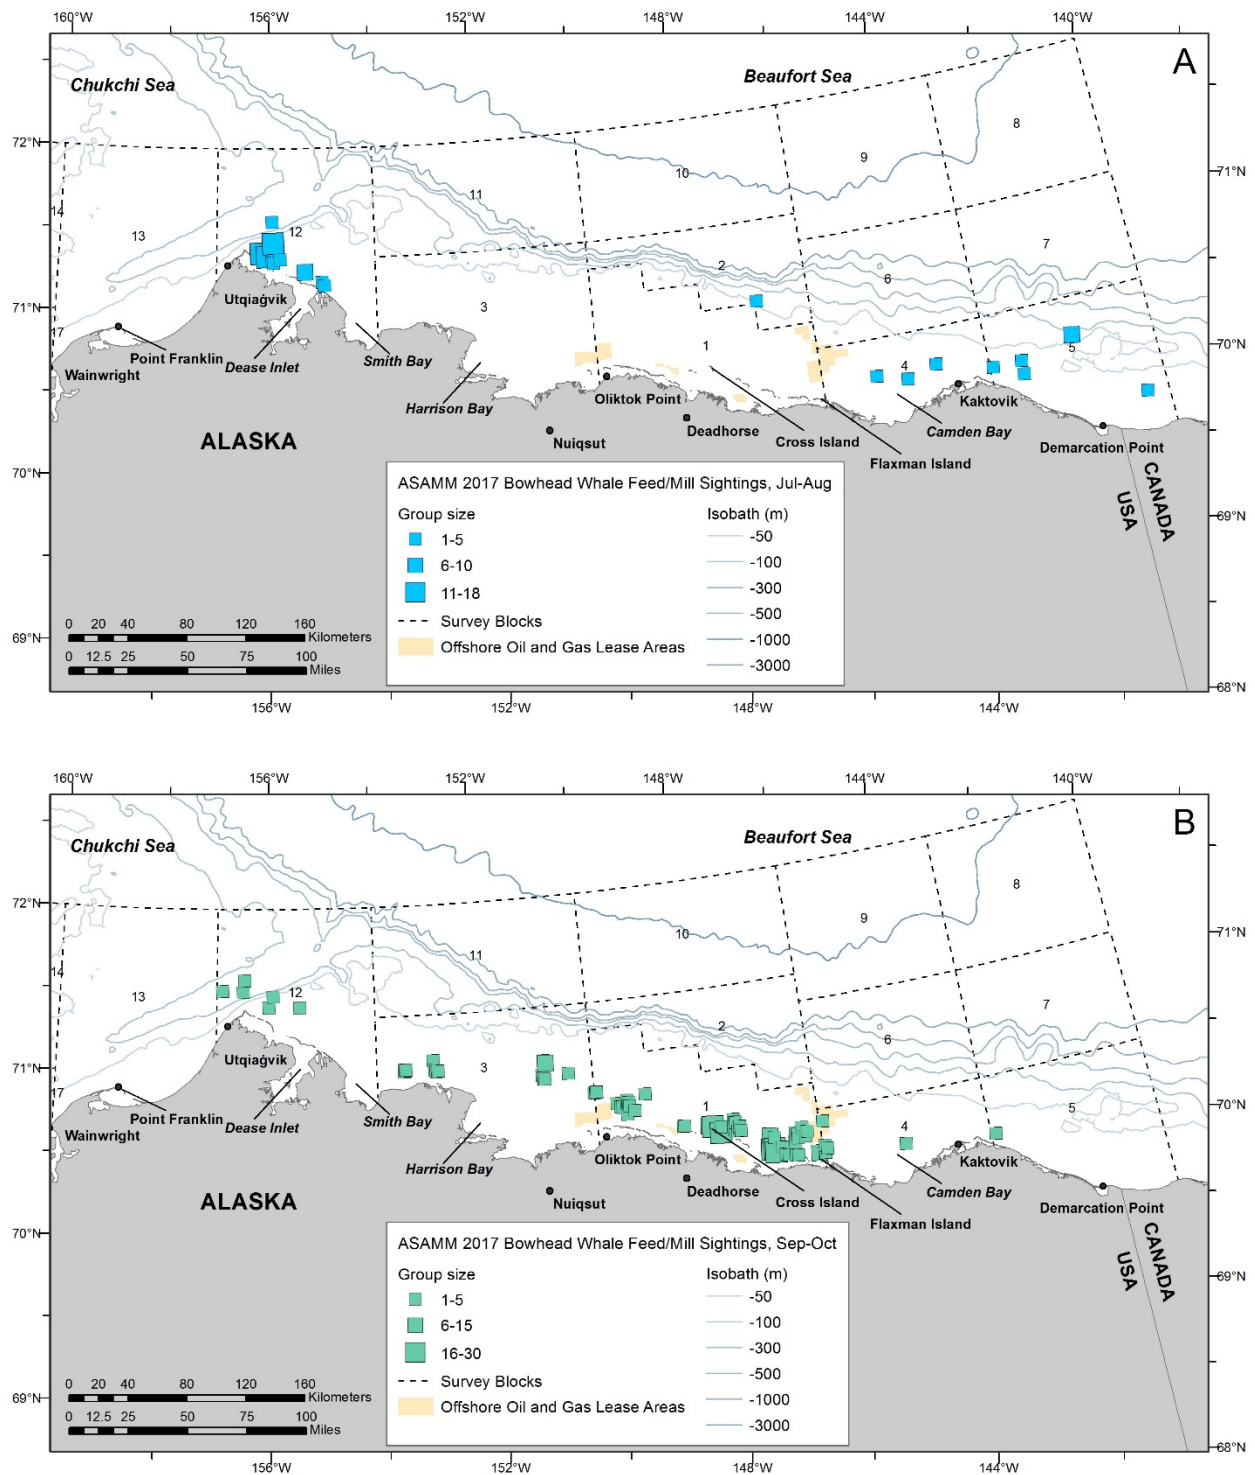 160°W 156°W 152°W 148°W 144°W 140°W
A
Chukchi Sea
Beaufort Sea
8
72°N
71°N
9
10
11
14
13
12
7
2
6
3
71°N
70°N
17
Utqiaġvik
Point Franklin
Dease Inlet
Smith Bay
1
5
4
Wainwright
Harrison Bay
Oliktok Point
Kaktovik
Cross Island
Camden Bay
ALASKA
Nuiqsut
Deadhorse
Flaxman Island
Demarcation Point
CANADA
USA
70°N
69°N
ASAMM 2017 Bowhead Whale Feed/Mill Sightings, Jul-Aug
Group size
1-5
6-10
11-18
Survey Blocks
Offshore Oil and Gas Lease Areas
Isobath (m)
-50
-100
-300
-500
-1000
-3000
0 20 40 80 120 160
Kilometers
0 12.5 25 50 75 100
Miles
69°N
68°N
156°W 152°W 148°W 144°W
160°W 156°W 152°W 148°W 144°W 140°W
B
Chukchi Sea
Beaufort Sea
8
72°N
71°N
9
10
11
14
13
12
7
2
6
3
71°N
70°N
17
Utqiaġvik
Point Franklin
Dease Inlet
Smith Bay
1
5
4
Wainwright
Harrison Bay
Oliktok Point
Kaktovik
Cross Island
Camden Bay
ALASKA
Nuiqsut
Deadhorse
Flaxman Island
Demarcation Point
CANADA
USA
70°N
69°N
ASAMM 2017 Bowhead Whale Feed/Mill Sightings, Sep-Oct
Group size
1-5
6-15
16-30
Survey Blocks
Offshore Oil and Gas Lease Areas
Isobath (m)
-50
-100
-300
-500
-1000
-3000
0 20 40 80 120 160
Kilometers
0 12.5 25 50 75 100
Miles
69°N
68°N
156°W 152°W 148°W 144°W